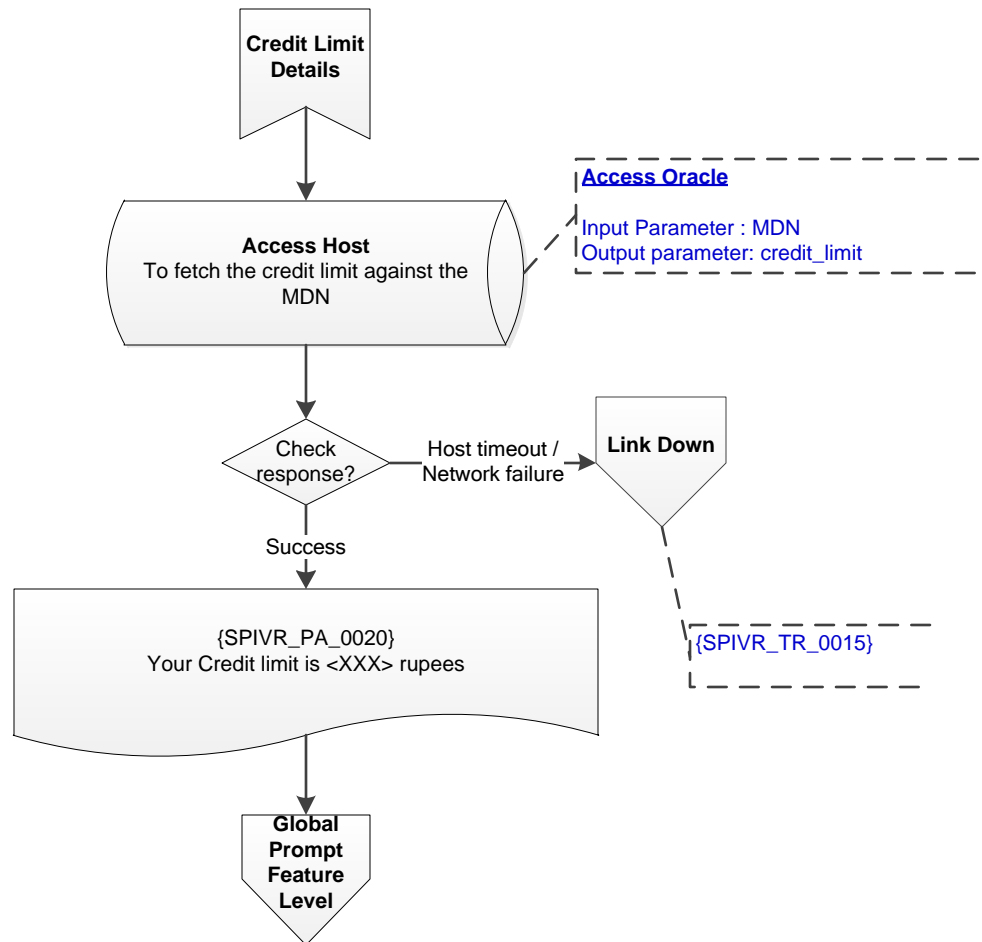 Credit Limit
Details
Access Oracle
Input Parameter : MDN
Output parameter: credit_limit
Access Host
To fetch the credit limit against the
MDN
Check
response?
Host timeout /
Network failure
Link Down
Success
{SPIVR_PA_0020}
Your Credit limit is <XXX> rupees
{SPIVR_TR_0015}
Global
Prompt
Feature
Level